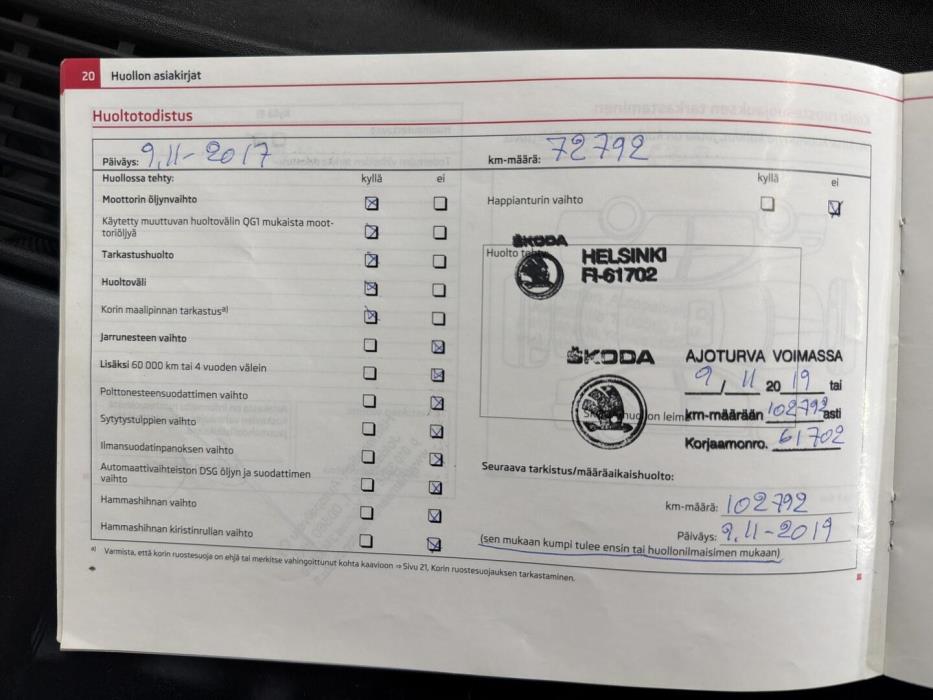 20 Huollon asiakirjat
Huoltotodistus
Päiväys: 9.11-2017 km-määrä: 72792
Huollossa tehty: kyllä ei
kyllä ei
Moottorin öljynvaihto
Happianturin vaihto
Käytetty muuttuvan huoltovälin QG1 mukaista moot-
toriöljyä
Tarkastushuolto
Huoltoväli
Korin maalipinnan tarkastusa)
Jarrunesteen vaihto
Lisäksi 60 000 km tai 4 vuoden välein
Polttonesteensuodattimen vaihto
Sytytystulppien vaihto
Ilmansuodatinpanoksen vaihto
Automaattivaihteiston DSG öljyn ja suodattimen
vaihto
Hammashihnan vaihto
Hammashihnan kiristinrullan vaihto
Huolto
ŠKODA
HELSINKI
FI-61702
ŠKODA
AJOTURVA VOIMASSA
9 / 11 2019 tai
km-määrään 102792 asti
Korjaamonro. 61702
Seuraava tarkistus/määräaikaishuolto:
km-määrä: 102792
Päiväys: 9.11-2019
(sen mukaan kumpi tulee ensin tai huollonilmaisimen mukaan)
a) Varmista, että korin ruostesuoja on ehjä tai merkitse vahingoittunut kohta kaavioon ⇒ Sivu 21, Korin ruostesuojauksen tarkastaminen.